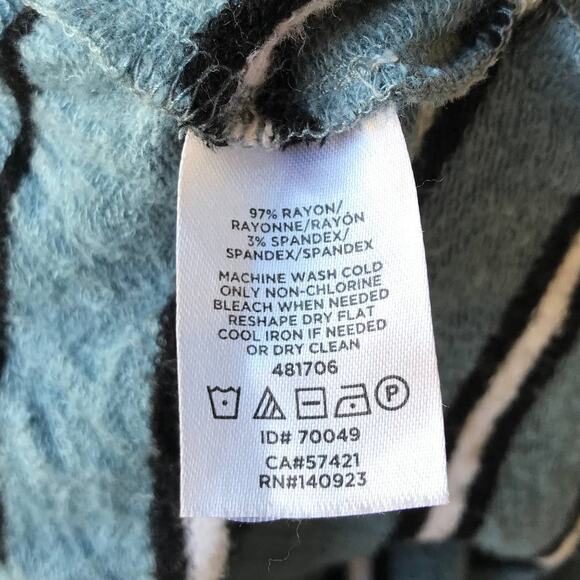 97% RAYON/
RAYONNE/RAYÓN
3% SPANDEX/
SPANDEX/SPANDEX
MACHINE WASH COLD
ONLY NON-CHLORINE
BLEACH WHEN NEEDED
RESHAPE DRY FLAT
COOL IRON IF NEEDED
OR DRY CLEAN
481706
P
ID# 70049
CA#57421
RN#140923